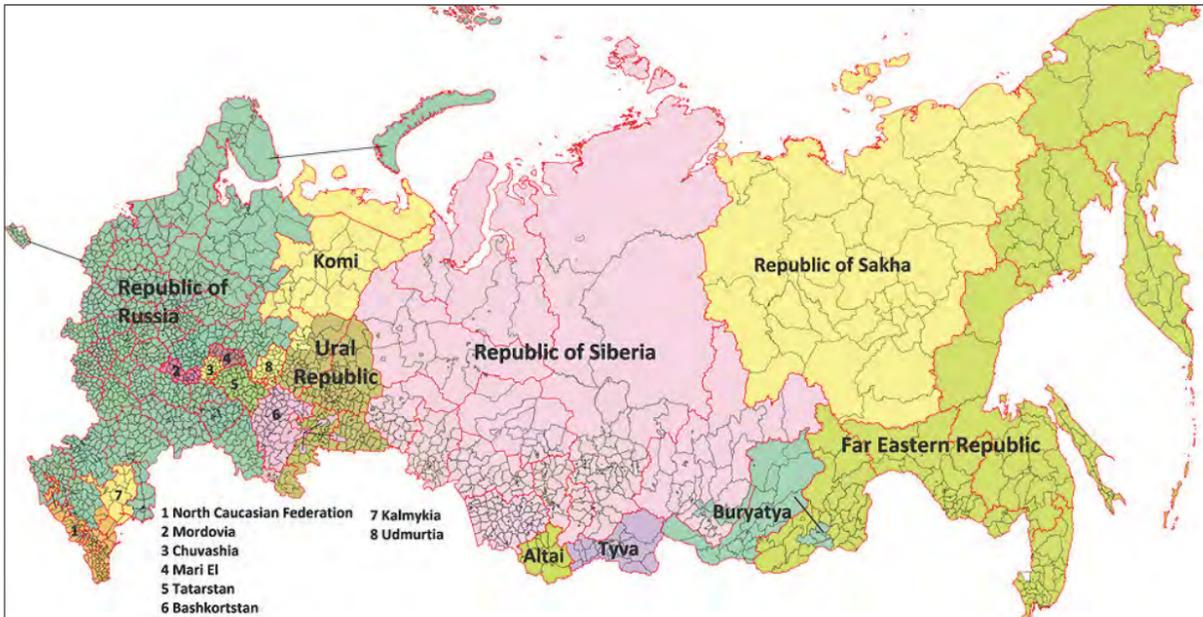 Komi
Republic of
Russia
Republic of Sakha
Ural
Republic
Republic of Siberia
2
3
4
5
8
6
Far Eastern Republic
7
1
Buryatya
Altai
Tyva
1 North Caucasian Federation
2 Mordovia
3 Chuvashia
4 Mari El
5 Tatarstan
6 Bashkortstan
7 Kalmykia
8 Udmurtia